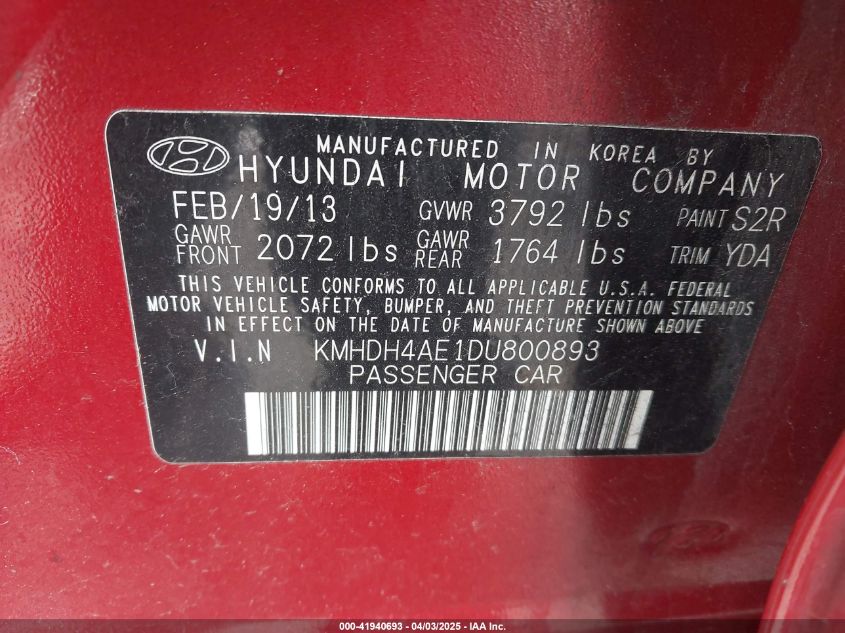 MANUFACTURED IN KOREA BY
HYUNDAI MOTOR COMPANY
FEB/19/13 GVWR 3792 lbs PAINT S2R
GAWR FRONT 2072 lbs GAWR REAR 1764 lbs TRIM YDA
THIS VEHICLE CONFORMS TO ALL APPLICABLE U.S.A. FEDERAL
MOTOR VEHICLE SAFETY, BUMPER, AND THEFT PREVENTION STANDARDS
IN EFFECT ON THE DATE OF MANUFACTURE SHOWN ABOVE
V.I.N KMHDH4AE1DU800893
PASSENGER CAR
000-41940693 - 04/03/2025 - IAA Inc.